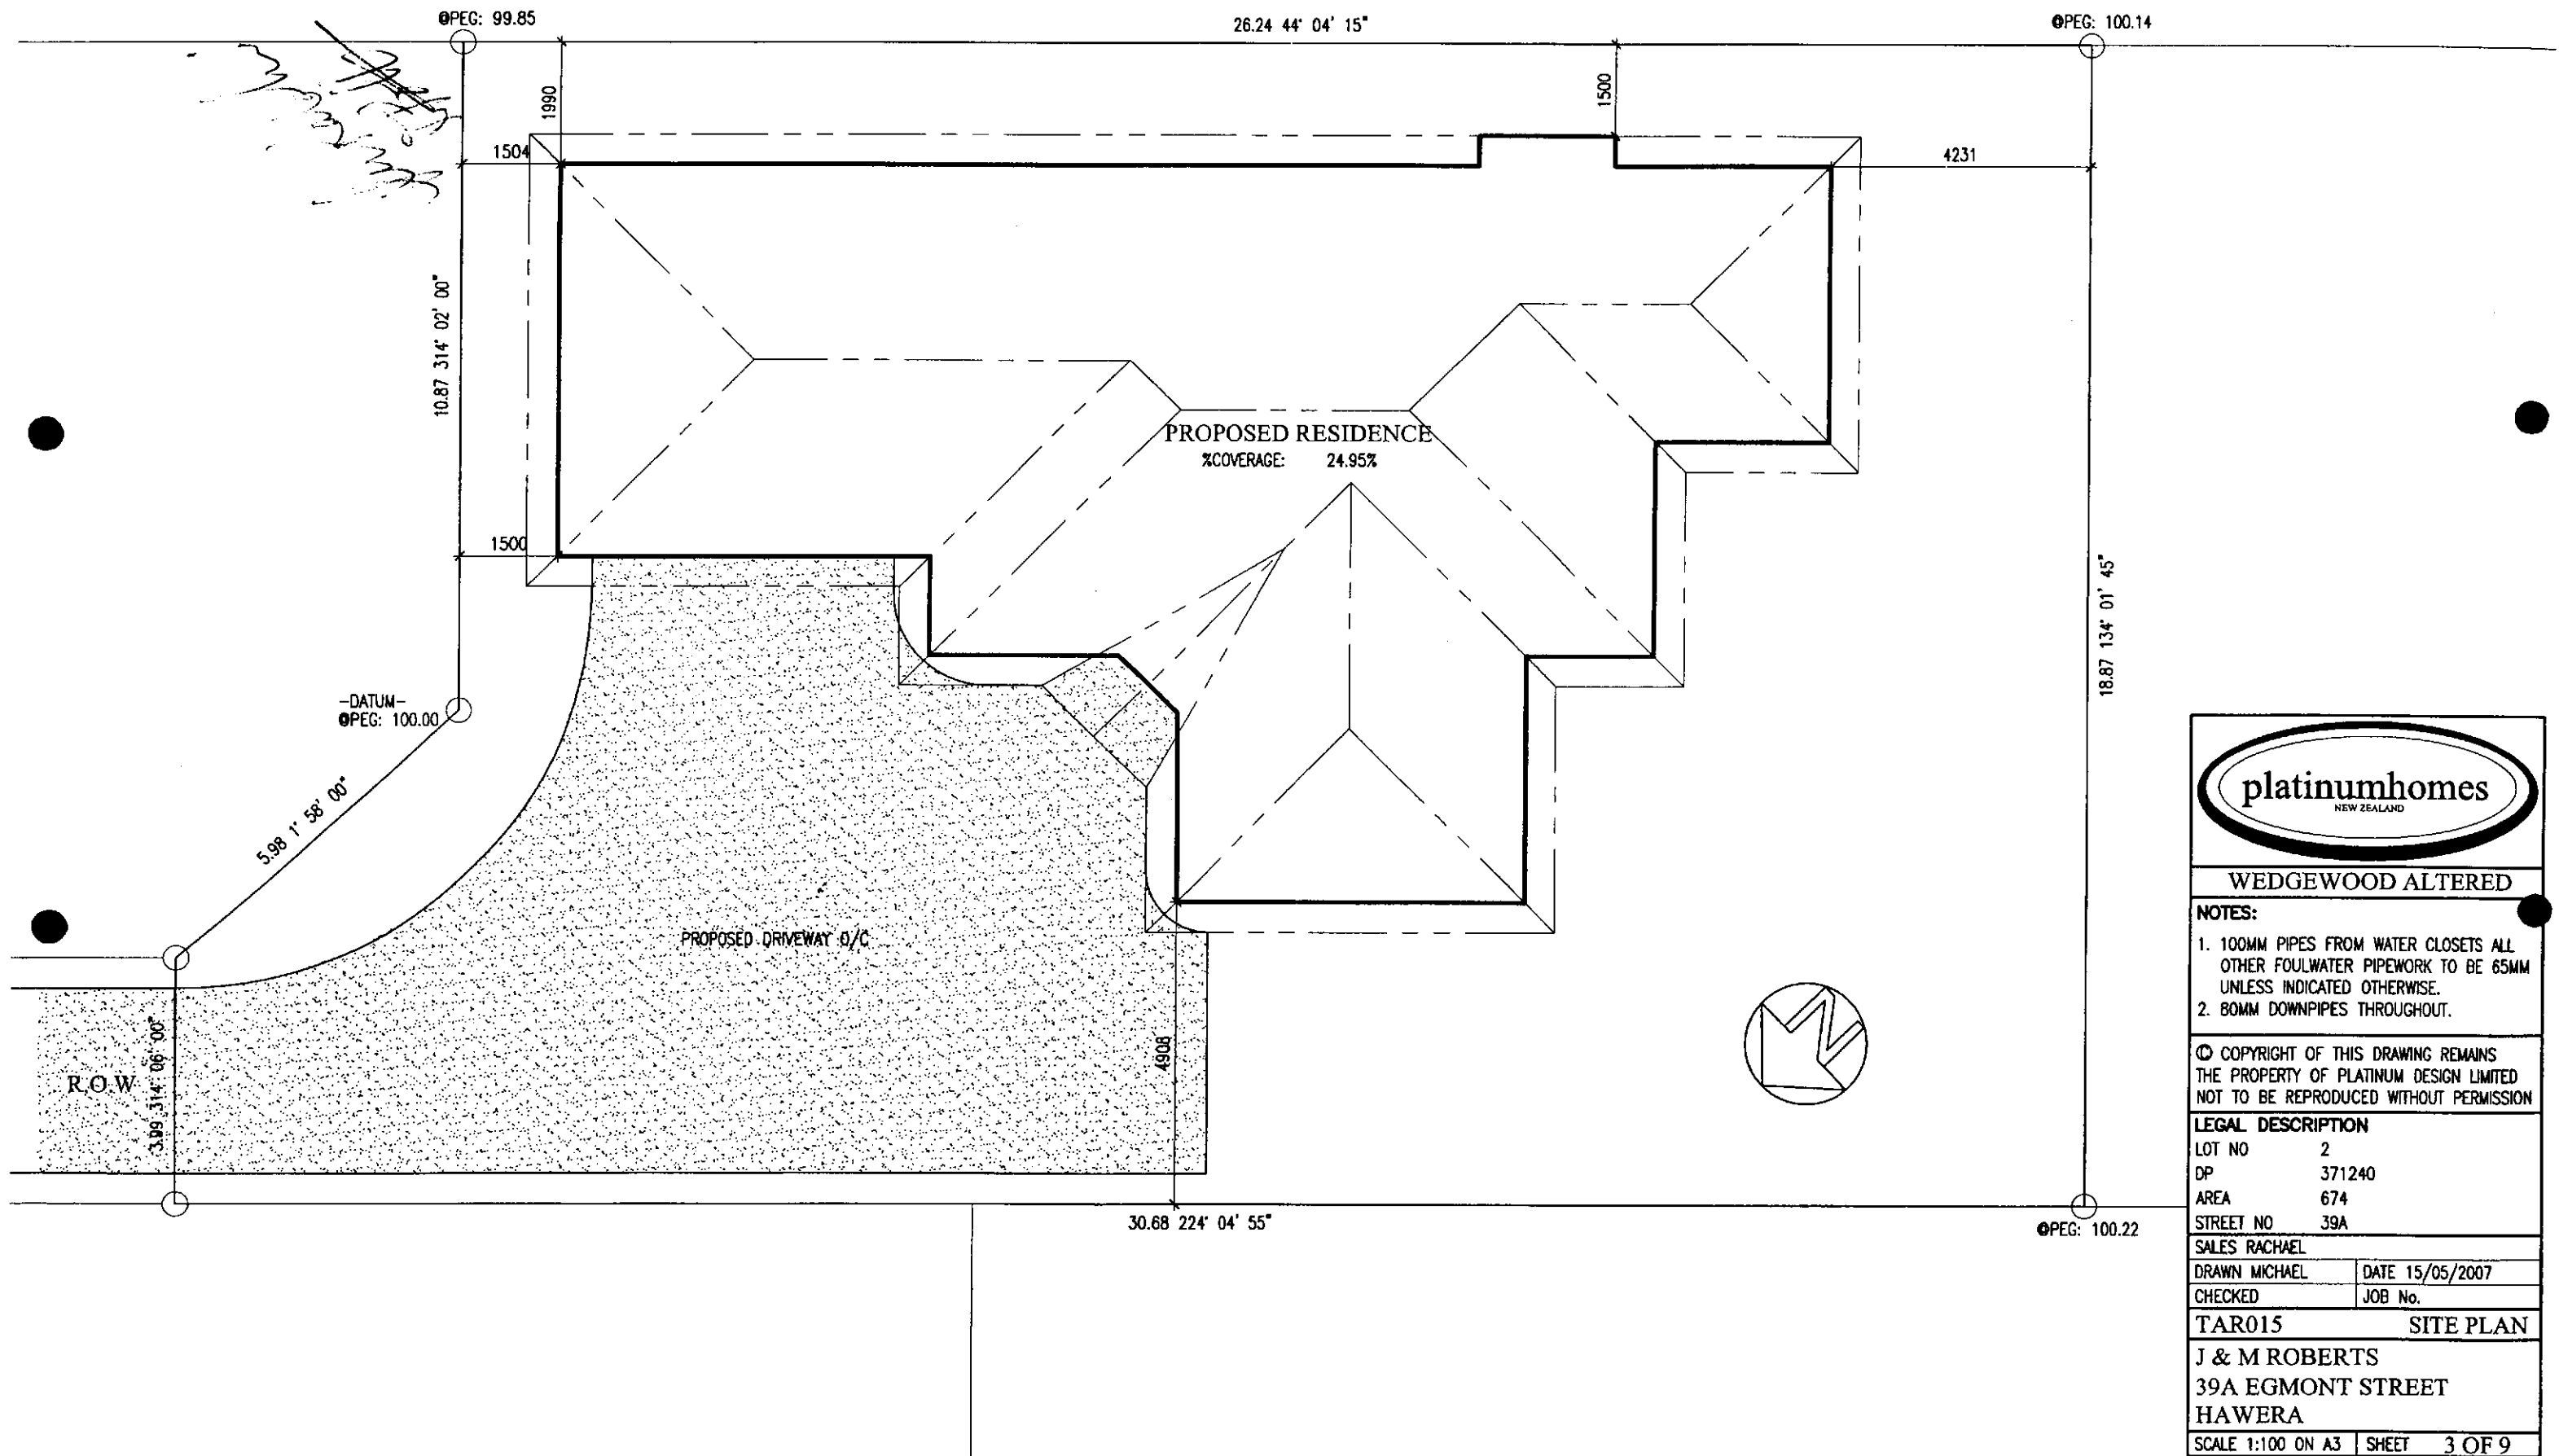 @PEG: 99.85
26.24 44° 04' 15"
@PEG: 100.14
1990
1500
1504
4231
10.87 314° 02' 00"
PROPOSED RESIDENCE
%COVERAGE: 24.95%
1500
18.87 134° 01' 45"
-DATUM-
@PEG: 100.00
5.98 1° 58' 00"
PROPOSED DRIVEWAY O/C
R.O.W
3.99 314° 06' 00"
4908
30.68 224° 04' 55"
@PEG: 100.22
N
platinumhomes
NEW ZEALAND
WEDGEWOOD ALTERED
NOTES:
1. 100MM PIPES FROM WATER CLOSETS ALL
OTHER FOULWATER PIPEWORK TO BE 65MM
UNLESS INDICATED OTHERWISE.
2. 80MM DOWNPIPES THROUGHOUT.
© COPYRIGHT OF THIS DRAWING REMAINS
THE PROPERTY OF PLATINUM DESIGN LIMITED
NOT TO BE REPRODUCED WITHOUT PERMISSION
LEGAL DESCRIPTION
LOT NO 2
DP 371240
AREA 674
STREET NO 39A
SALES RACHAEL
DRAWN MICHAEL DATE 15/05/2007
CHECKED JOB No.
TAR015 SITE PLAN
J & M ROBERTS
39A EGMONT STREET
HAWERA
SCALE 1:100 ON A3 SHEET 3 OF 9